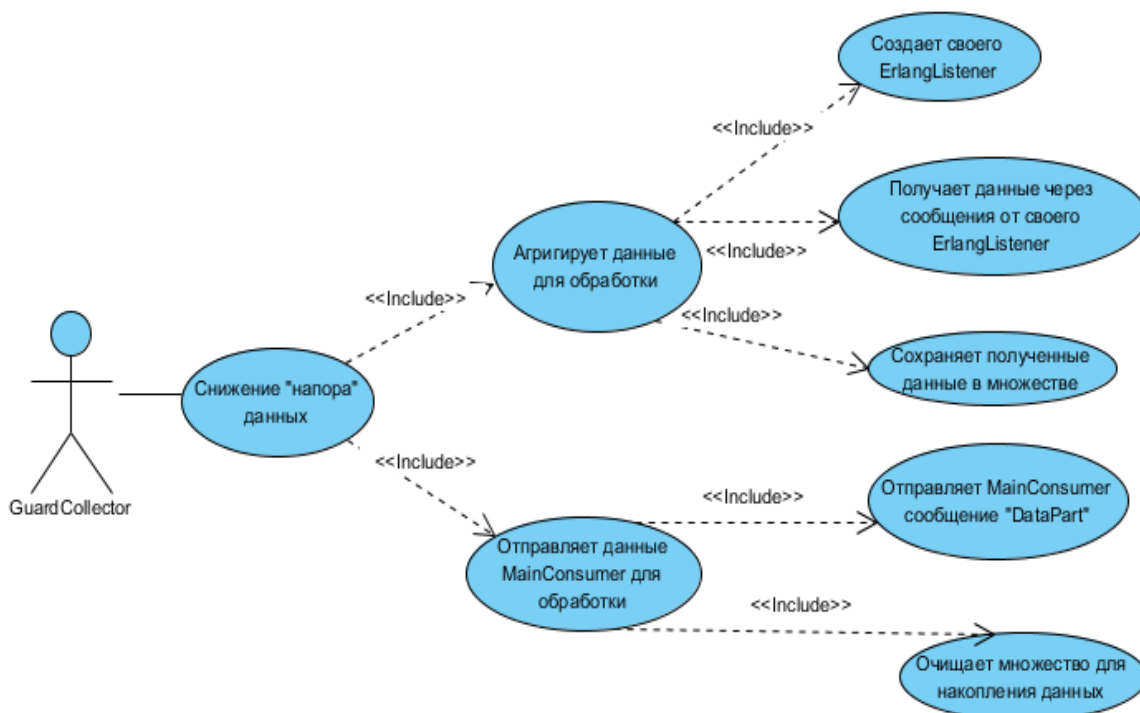 Создает своего
ErlangListener
<<Include>>
Получает данные через
сообщения от своего
ErlangListener
Агригирует данные
для обработки
<<Include>>
<<Include>>
<<Include>>
Сохраняет полученные
данные в множестве
Снижение "напора"
данных
<<Include>>
GuardCollector
Отправляет MainConsumer
сообщение "DataPart"
<<Include>>
Отправляет данные
MainConsumer для
обработки
<<Include>>
Очищает множество для
накопления данных